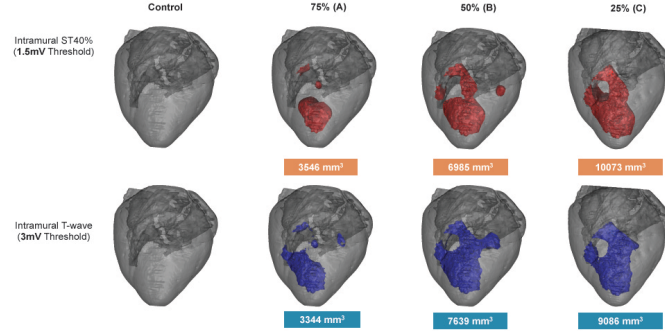 Control
75% (A)
50% (B)
25% (C)
Intramural ST40%
(1.5mV Threshold)
3546 mm³
6985 mm³
10073 mm³
Intramural T-wave
(3mV Threshold)
3344 mm³
7639 mm³
9086 mm³